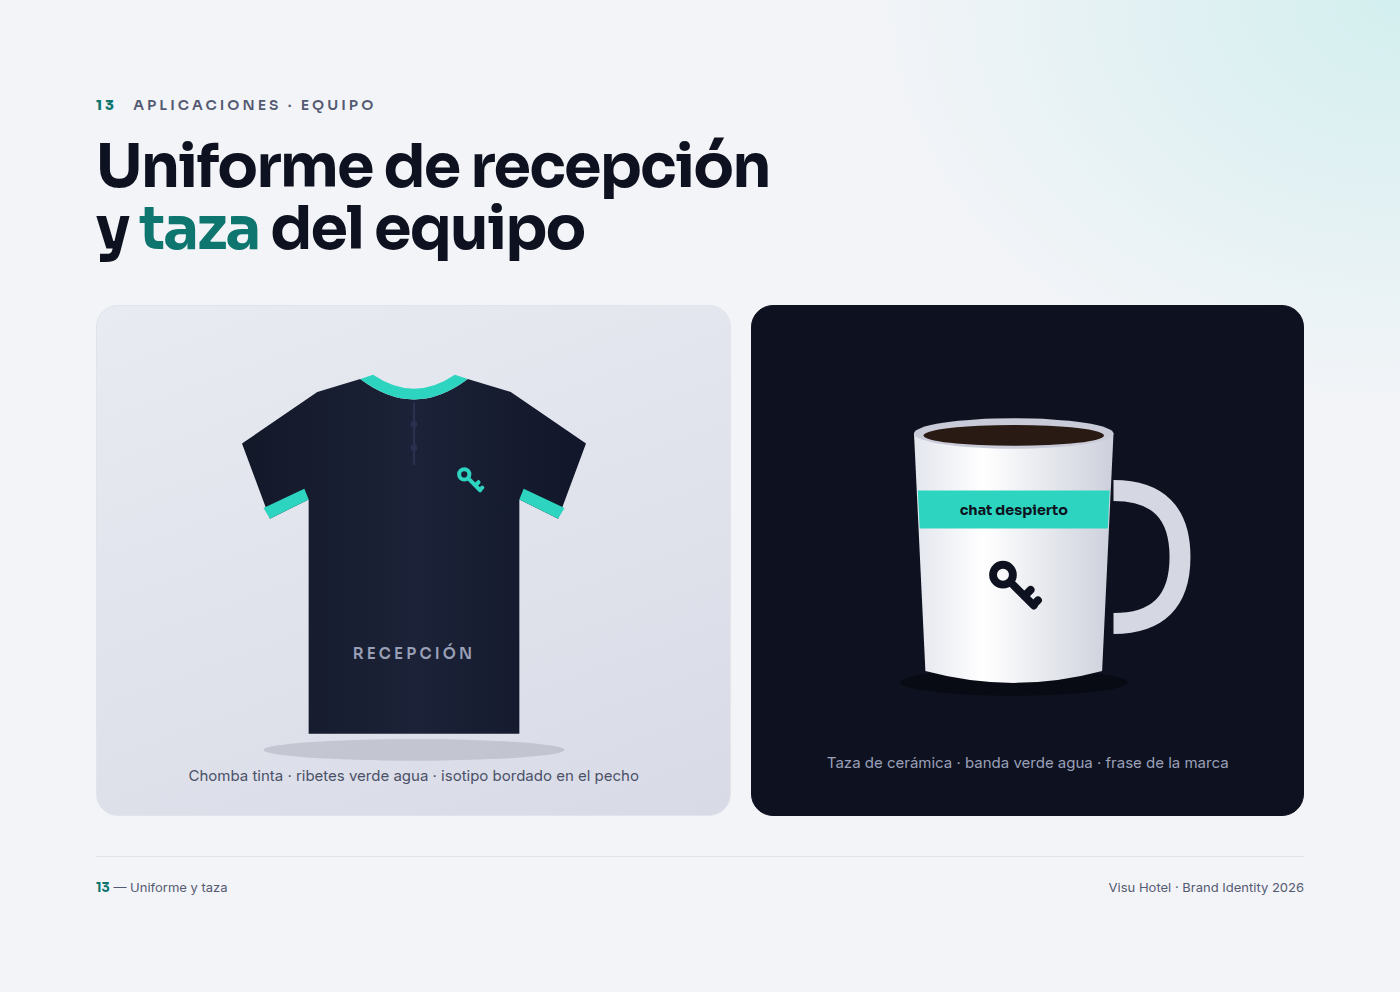 13 APLICACIONES · EQUIPO
Uniforme de recepción
y taza del equipo
RECEPCIÓN
Chomba tinta · ribetes verde agua · isotipo bordado en el pecho
chat despierto
Taza de cerámica · banda verde agua · frase de la marca
13 — Uniforme y taza
Visu Hotel · Brand Identity 2026